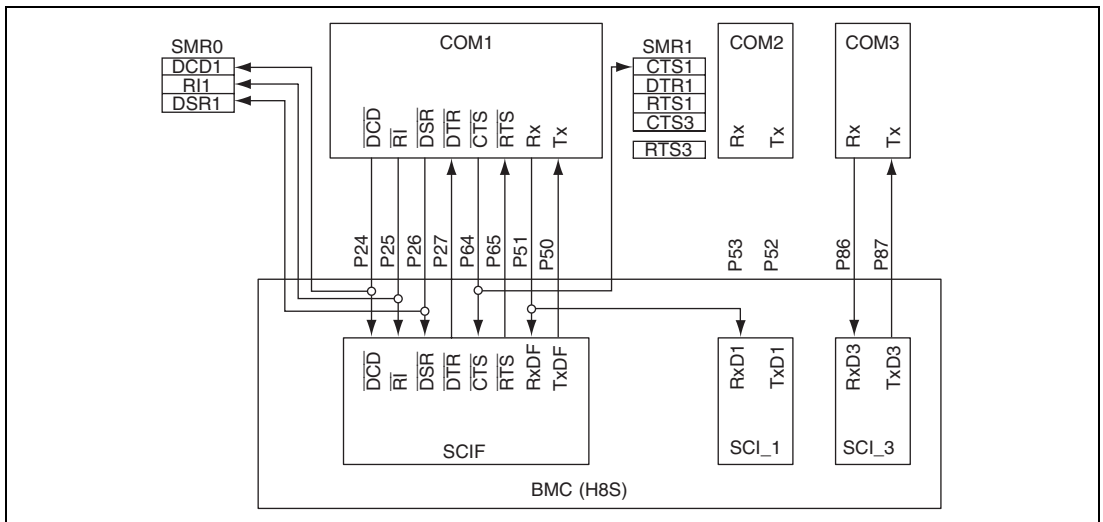 SMR0
DCD1
RI1
DSR1
COM1
DCD
RI
DSR
DTR
CTS
RTS
Rx
Tx
SMR1
CTS1
DTR1
RTS1
CTS3
RTS3
COM2
Rx
Tx
COM3
Rx
Tx
P24
P25
P26
P27
P64
P65
P51
P50
P53
P52
P86
P87
DCD
RI
DSR
DTR
CTS
RTS
RxDF
TxDF
SCIF
RxD1
TxD1
SCI_1
RxD3
TxD3
SCI_3
BMC (H8S)